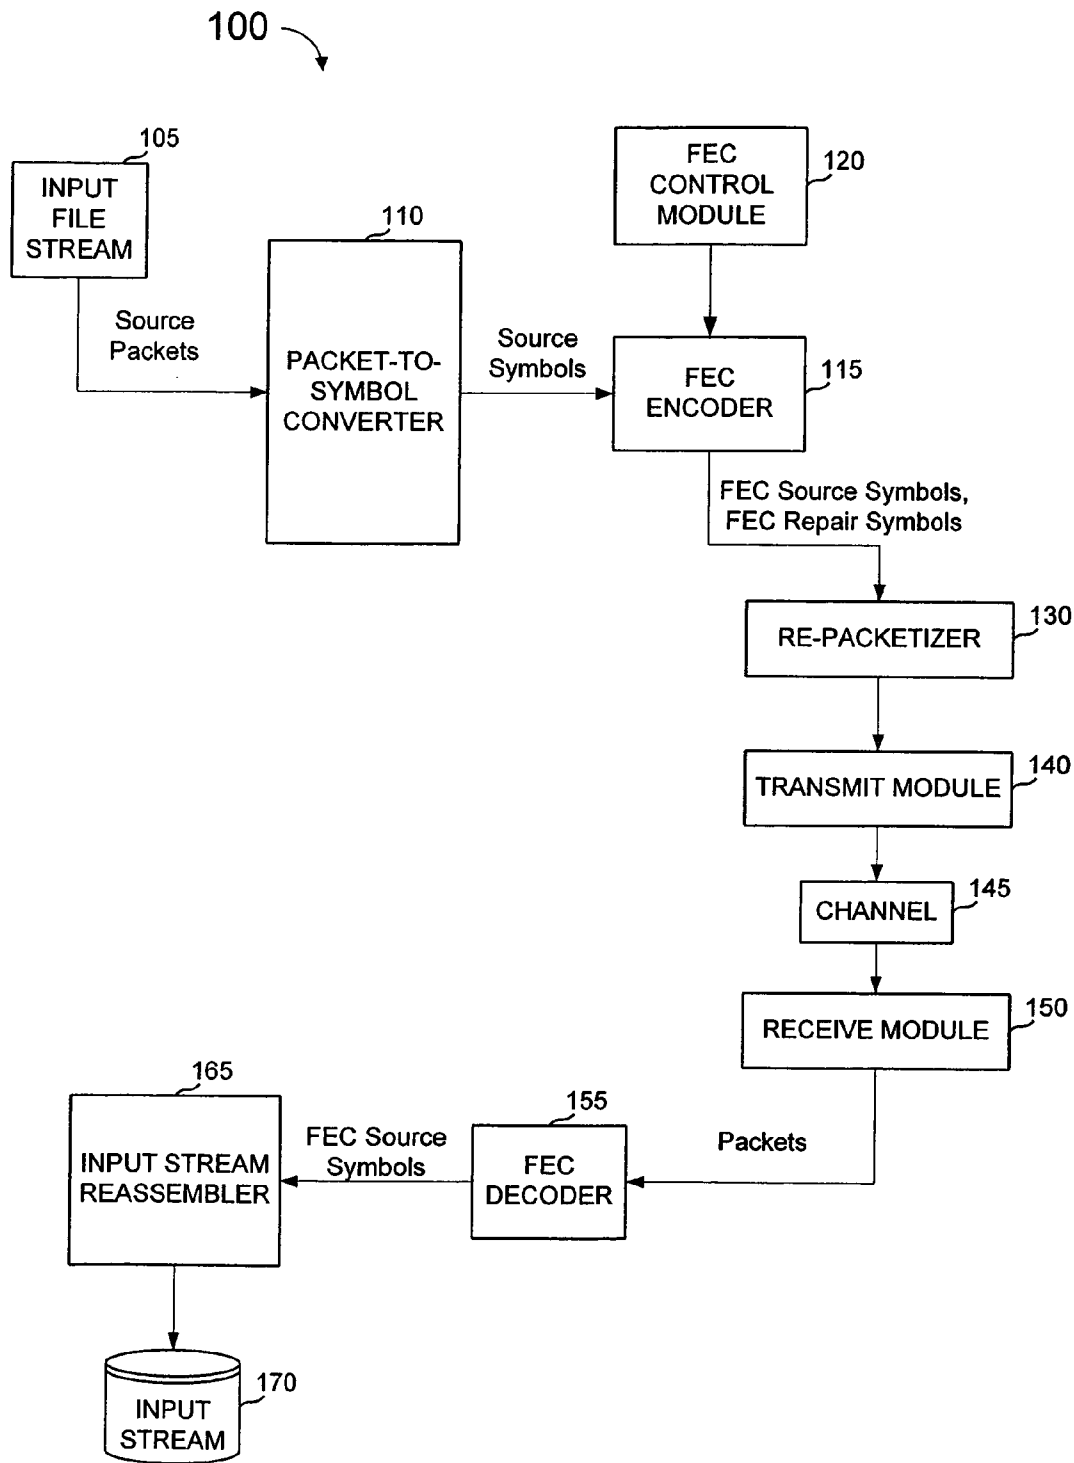 100
105
INPUT
FILE
STREAM
Source
Packets
110
PACKET-TO-
SYMBOL
CONVERTER
Source
Symbols
FEC
CONTROL
MODULE
120
FEC
ENCODER
115
FEC Source Symbols,
FEC Repair Symbols
RE-PACKETIZER
130
TRANSMIT MODULE
140
CHANNEL
145
RECEIVE MODULE
150
Packets
155
FEC
DECODER
FEC Source
Symbols
165
INPUT STREAM
REASSEMBLER
INPUT
STREAM
170